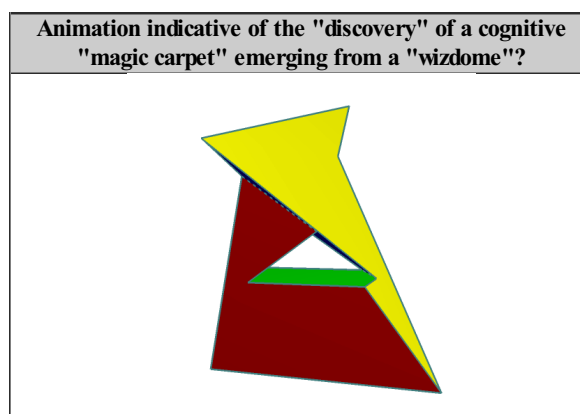 Animation indicative of the "discovery" of a cognitive
"magic carpet" emerging from a "wizdome"?